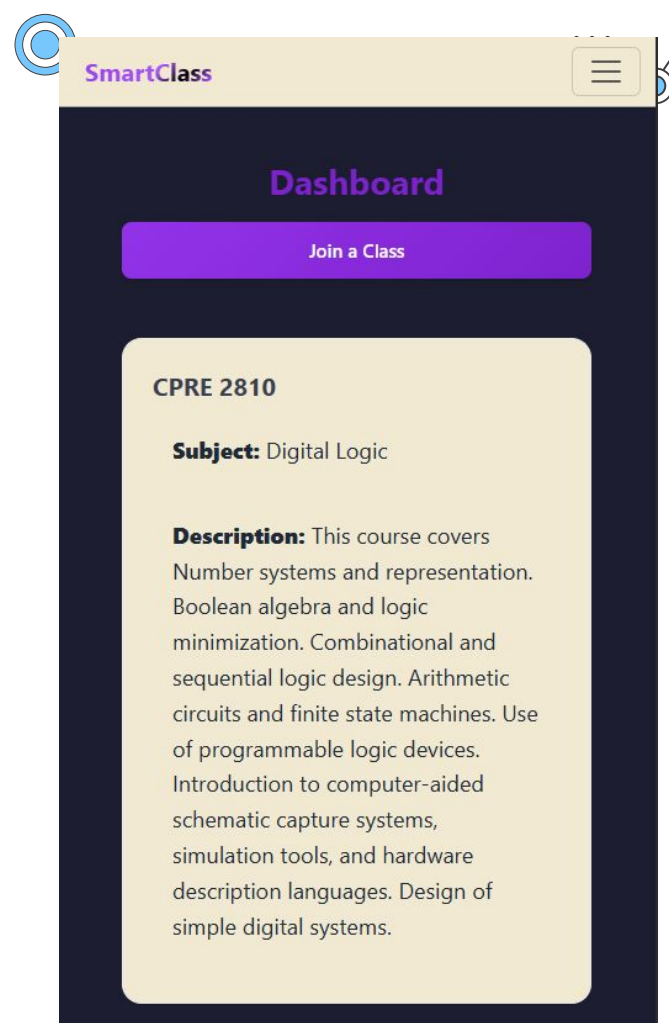 SmartClass
Dashboard
Join a Class
CPRE 2810
Subject: Digital Logic
Description: This course covers
Number systems and representation.
Boolean algebra and logic
minimization. Combinational and
sequential logic design. Arithmetic
circuits and finite state machines. Use
of programmable logic devices.
Introduction to computer-aided
schematic capture systems,
simulation tools, and hardware
description languages. Design of
simple digital systems.